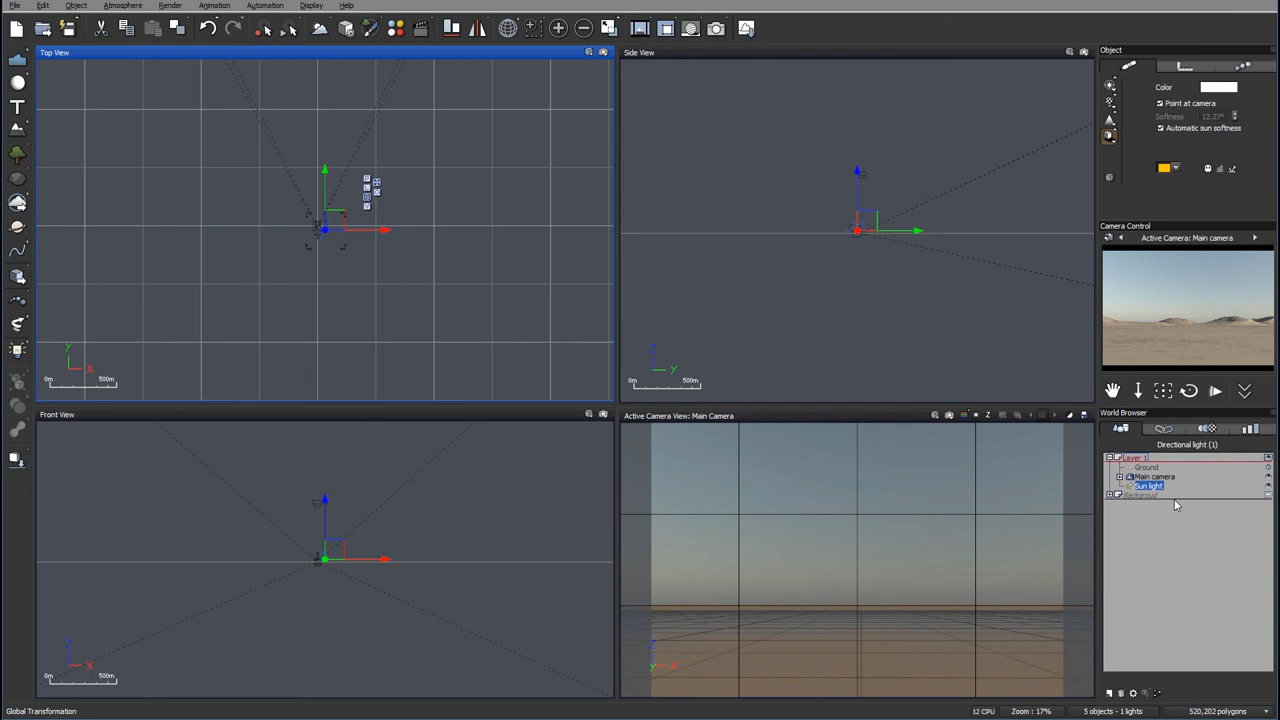 File Edit Object Atmosphere Render Animation Automation Display Help
Top View
Side View
Object
Color
Point at camera
Softness 12.27°
Automatic sun softness
P
L
V
Y
X
0m 500m
Z
Y
0m 500m
Camera Control
Active Camera: Main camera
Front View
Active Camera View: Main Camera
Z
World Browser
Directional light (1)
Layer 1
Ground
Main camera
Sun light
Backgroud
Z
X
0m 500m
Z
Y
X
Global Transformation
12 CPU
Zoom : 17%
5 objects - 1 lights
520,202 polygons